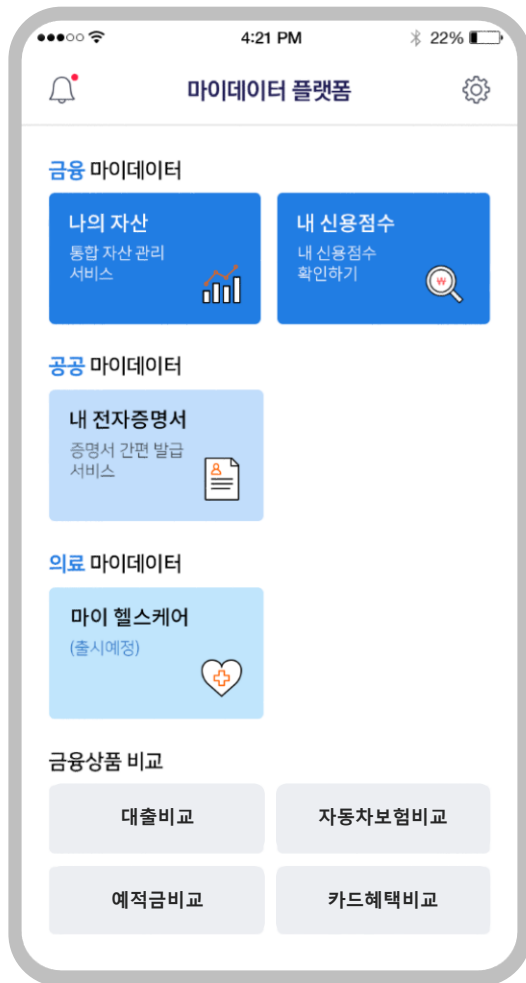 4:21 PM
22%
마이데이터 플랫폼
금융 마이데이터
나의 자산
통합 자산 관리
서비스
내 신용점수
내 신용점수
확인하기
₩
공공 마이데이터
내 전자증명서
증명서 간편 발급
서비스
의료 마이데이터
마이 헬스케어
(출시예정)
금융상품 비교
대출비교
자동차보험비교
예적금비교
카드혜택비교